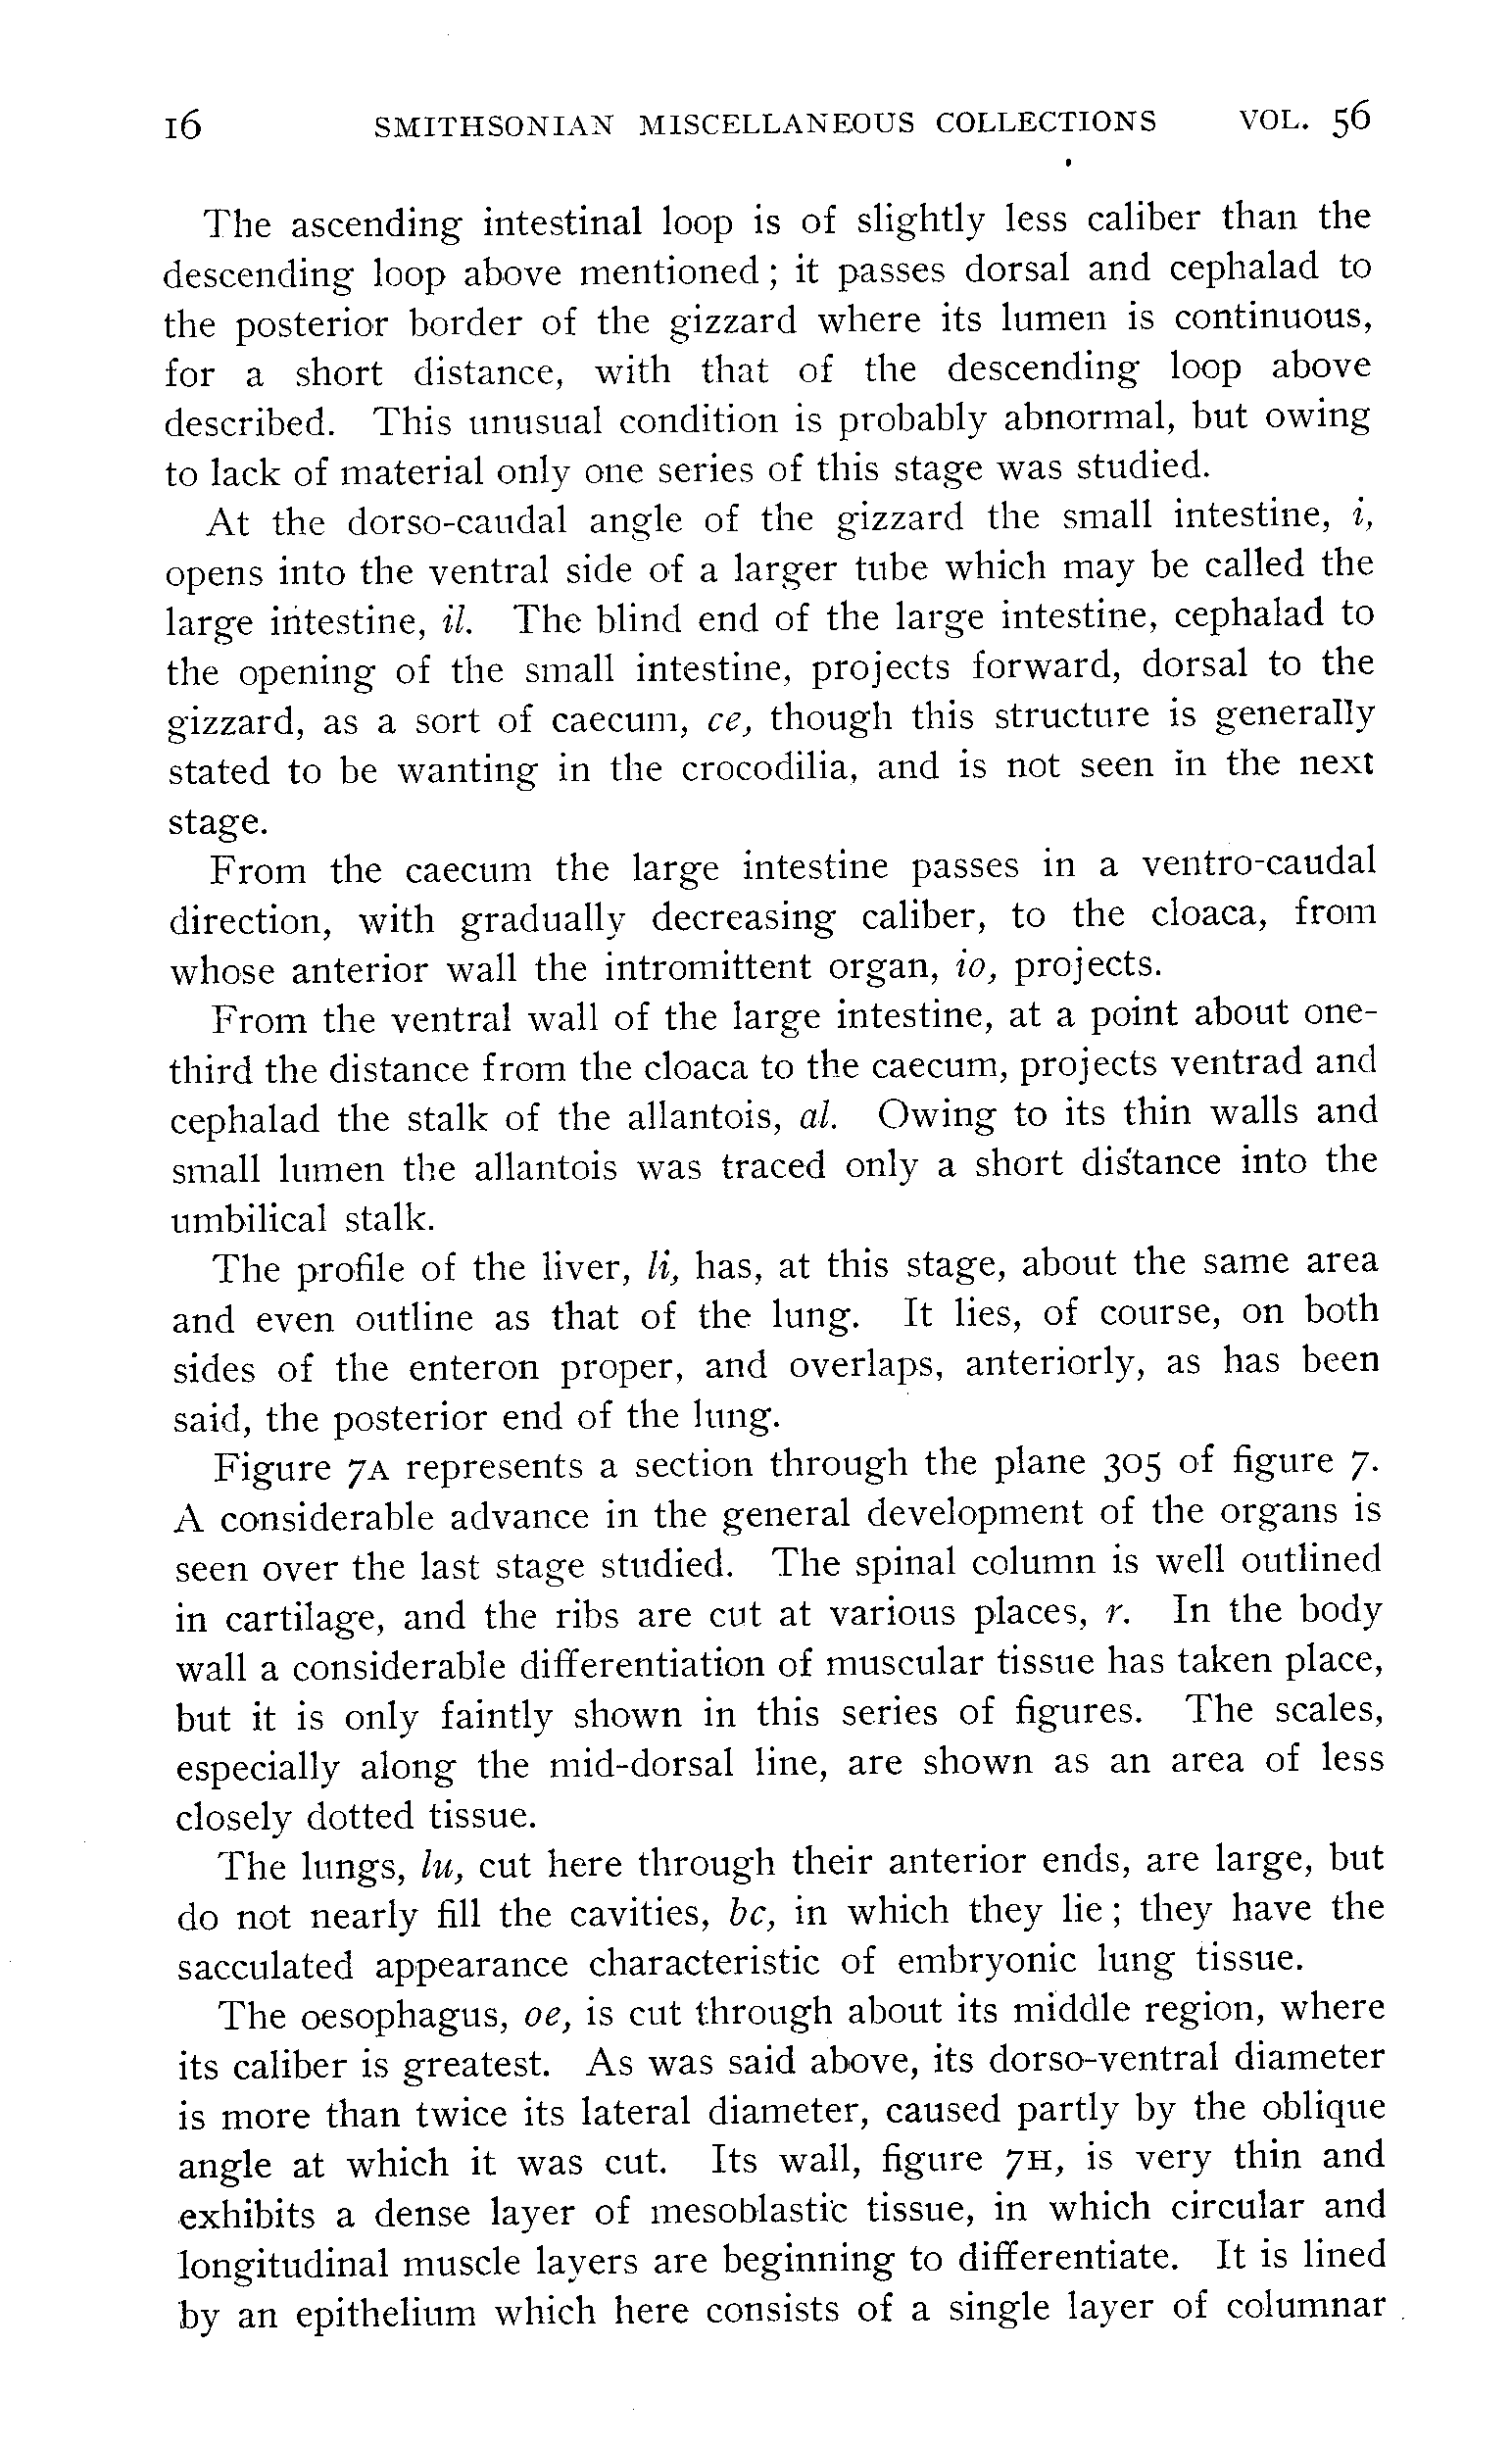 16 SMITHSONIAN MISCELLANEOUS COLLECTIONS VOL. 56
The ascending intestinal loop is of slightly less caliber than the
descending loop above mentioned; it passes dorsal and cephalad to
the posterior border of the gizzard where its lumen is continuous,
for a short distance, with that of the descending loop above
described. This unusual condition is probably abnormal, but owing
to lack of material only one series of this stage was studied.
At the dorso-caudal angle of the gizzard the small intestine, i,
opens into the ventral side of a larger tube which may be called the
large intestine, il. The blind end of the large intestine, cephalad to
the opening of the small intestine, projects forward, dorsal to the
gizzard, as a sort of caecum, ce, though this structure is generally
stated to be wanting in the crocodilia, and is not seen in the next
stage.
From the caecum the large intestine passes in a ventro-caudal
direction, with gradually decreasing caliber, to the cloaca, from
whose anterior wall the intromittent organ, io, projects.
From the ventral wall of the large intestine, at a point about one-
third the distance from the cloaca to the caecum, projects ventrad and
cephalad the stalk of the allantois, al. Owing to its thin walls and
small lumen the allantois was traced only a short distance into the
umbilical stalk.
The profile of the liver, li, has, at this stage, about the same area
and even outline as that of the lung. It lies, of course, on both
sides of the enteron proper, and overlaps, anteriorly, as has been
said, the posterior end of the lung.
Figure 7A represents a section through the plane 305 of figure 7.
A considerable advance in the general development of the organs is
seen over the last stage studied. The spinal column is well outlined
in cartilage, and the ribs are cut at various places, r. In the body
wall a considerable differentiation of muscular tissue has taken place,
but it is only faintly shown in this series of figures. The scales,
especially along the mid-dorsal line, are shown as an area of less
closely dotted tissue.
The lungs, lu, cut here through their anterior ends, are large, but
do not nearly fill the cavities, bc, in which they lie; they have the
sacculated appearance characteristic of embryonic lung tissue.
The oesophagus, oe, is cut through about its middle region, where
its caliber is greatest. As was said above, its dorso-ventral diameter
is more than twice its lateral diameter, caused partly by the oblique
angle at which it was cut. Its wall, figure 7H, is very thin and
exhibits a dense layer of mesoblastic tissue, in which circular and
longitudinal muscle layers are beginning to differentiate. It is lined
by an epithelium which here consists of a single layer of columnar